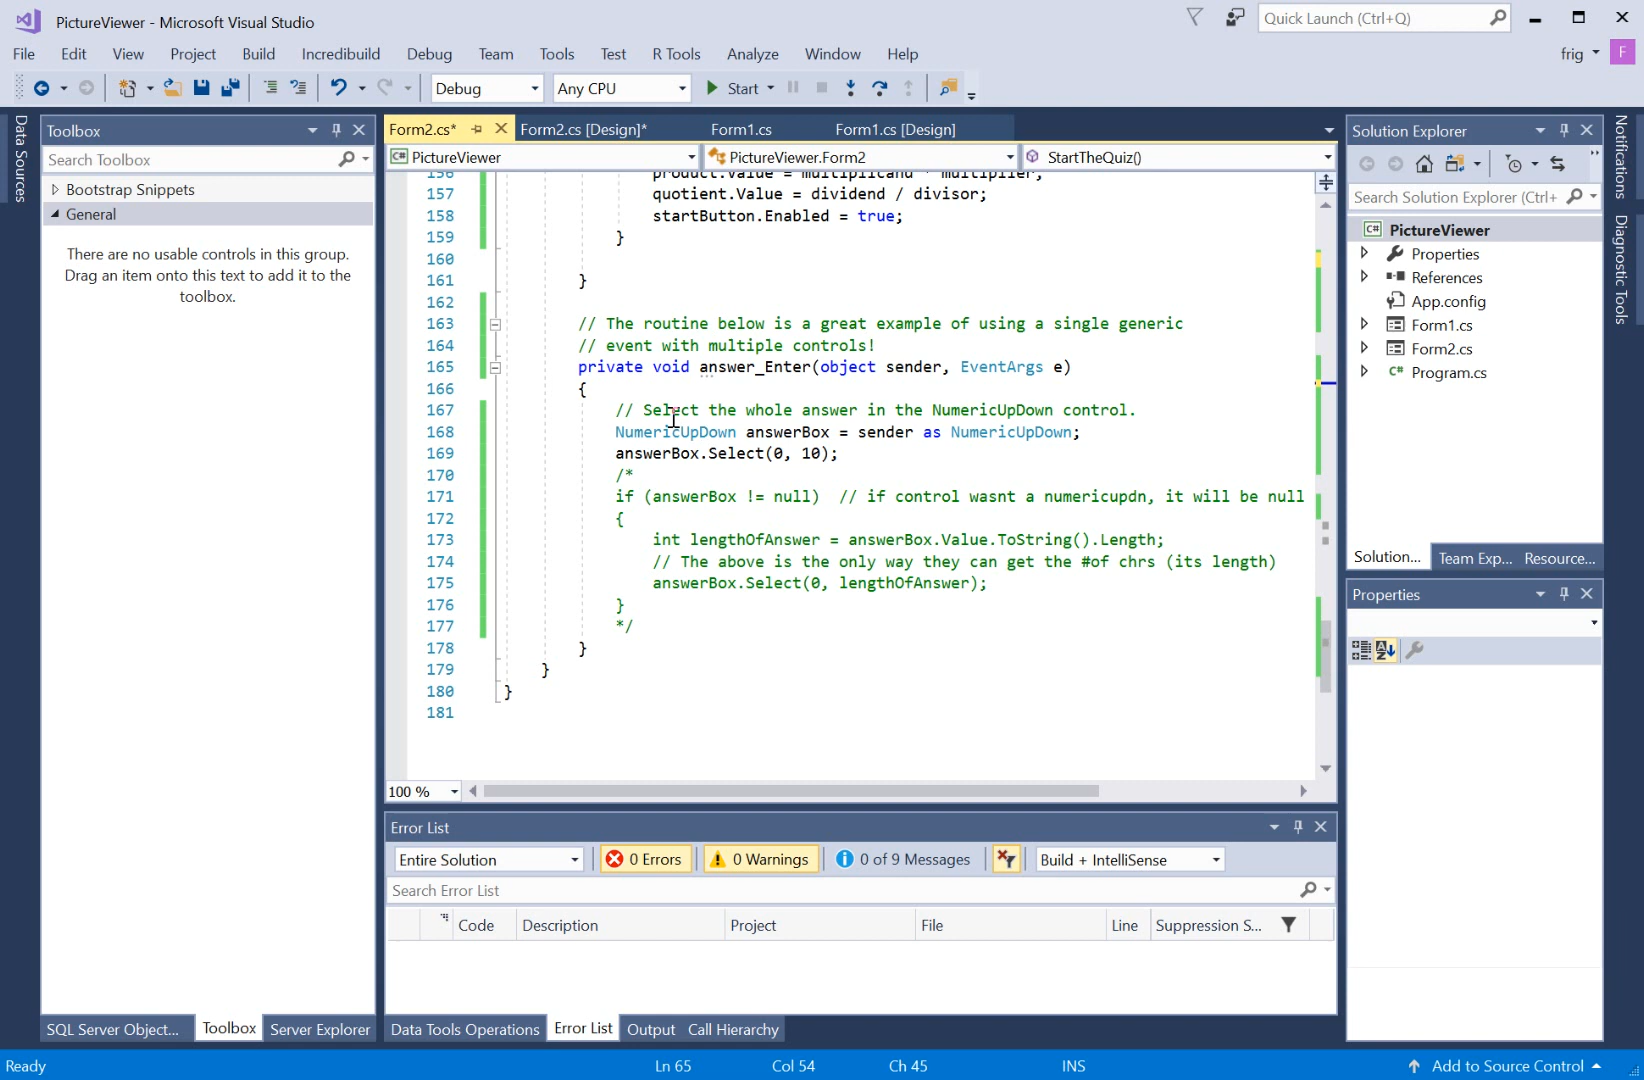 PictureViewer - Microsoft Visual Studio
Quick Launch (Ctrl+Q)
File Edit View Project Build Incredibuild Debug Team Tools Test R Tools Analyze Window Help
frig F
Debug Any CPU Start
Data Sources
Toolbox
Search Toolbox
Bootstrap Snippets
General
There are no usable controls in this group.
Drag an item onto this text to add it to the
toolbox.
SQL Server Object... Toolbox Server Explorer
Form2.cs* Form2.cs [Design]* Form1.cs Form1.cs [Design]
C# PictureViewer PictureViewer.Form2 StartTheQuiz()
156 product.Value = multiplicand * multiplier;
157 quotient.Value = dividend / divisor;
158 startButton.Enabled = true;
159 }
160
161 }
162
163 // The routine below is a great example of using a single generic
164 // event with multiple controls!
165 private void answer_Enter(object sender, EventArgs e)
166 {
167 // Select the whole answer in the NumericUpDown control.
168 NumericUpDown answerBox = sender as NumericUpDown;
169 answerBox.Select(0, 10);
170 /*
171 if (answerBox != null) // if control wasnt a numericupdn, it will be null
172 {
173 int lengthOfAnswer = answerBox.Value.ToString().Length;
174 // The above is the only way they can get the #of chrs (its length)
175 answerBox.Select(0, lengthOfAnswer);
176 }
177 */
178 }
179 }
180 }
181
100 %
Error List
Entire Solution 0 Errors 0 Warnings 0 of 9 Messages Build + IntelliSense
Search Error List
Code Description Project File Line Suppression S...
Data Tools Operations Error List Output Call Hierarchy
Solution Explorer
Search Solution Explorer (Ctrl+
C# PictureViewer
Properties
References
App.config
Form1.cs
Form2.cs
C# Program.cs
Solution... Team Exp... Resource...
Properties
Notifications
Diagnostic Tools
Ready Ln 65 Col 54 Ch 45 INS Add to Source Control